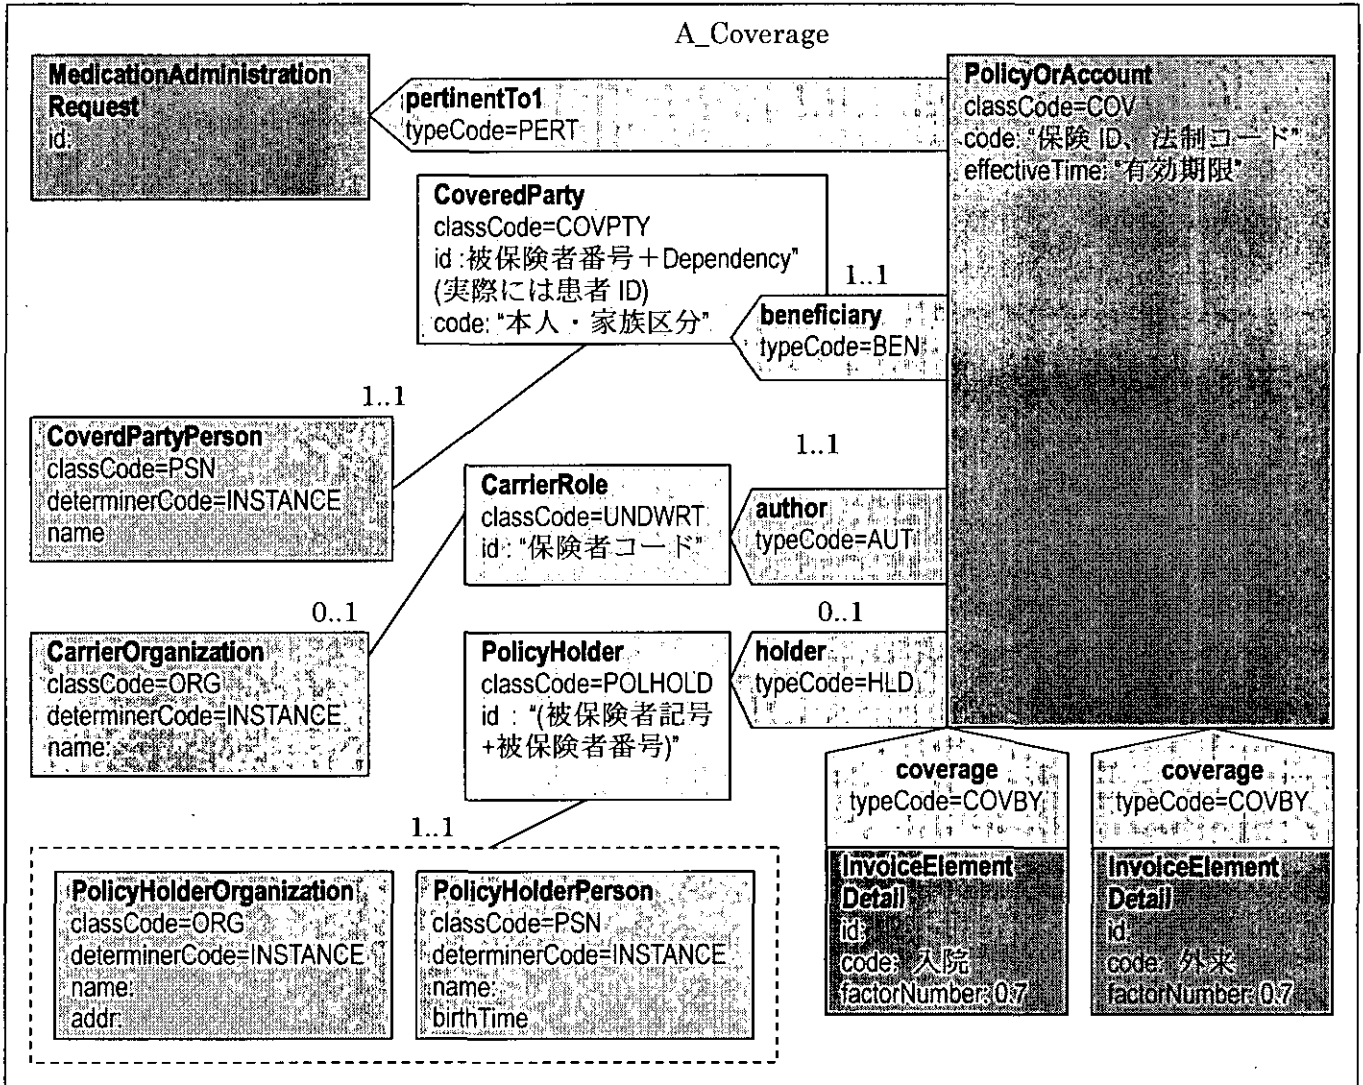 A_Coverage
MedicationAdministration
Request
id:
pertinentTo1
typeCode=PERT
PolicyOrAccount
classCode=COV
code: "保険 ID、法制コード"
effectiveTime: "有効期限"
CoveredParty
classCode=COVPTY
id :被保険者番号＋Dependency"
(実際には患者 ID)
code: "本人・家族区分"
1..1
beneficiary
typeCode=BEN
1..1
CoverdPartyPerson
classCode=PSN
determinerCode=INSTANCE
name
1..1
CarrierRole
classCode=UNDWRT
id : "保険者コード"
author
typeCode=AUT
0..1
CarrierOrganization
classCode=ORG
determinerCode=INSTANCE
name:
PolicyHolder
classCode=POLHOLD
id : "(被保険者記号
+被保険者番号)"
0..1
holder
typeCode=HLD
coverage
typeCode=COVBY
coverage
typeCode=COVBY
1..1
PolicyHolderOrganization
classCode=ORG
determinerCode=INSTANCE
name:
addr:
PolicyHolderPerson
classCode=PSN
determinerCode=INSTANCE
name:
birthTime
InvoiceElement
Detail
id:
code: 入院
factorNumber: 0.7
InvoiceElement
Detail
id:
code: 外来
factorNumber: 0.7